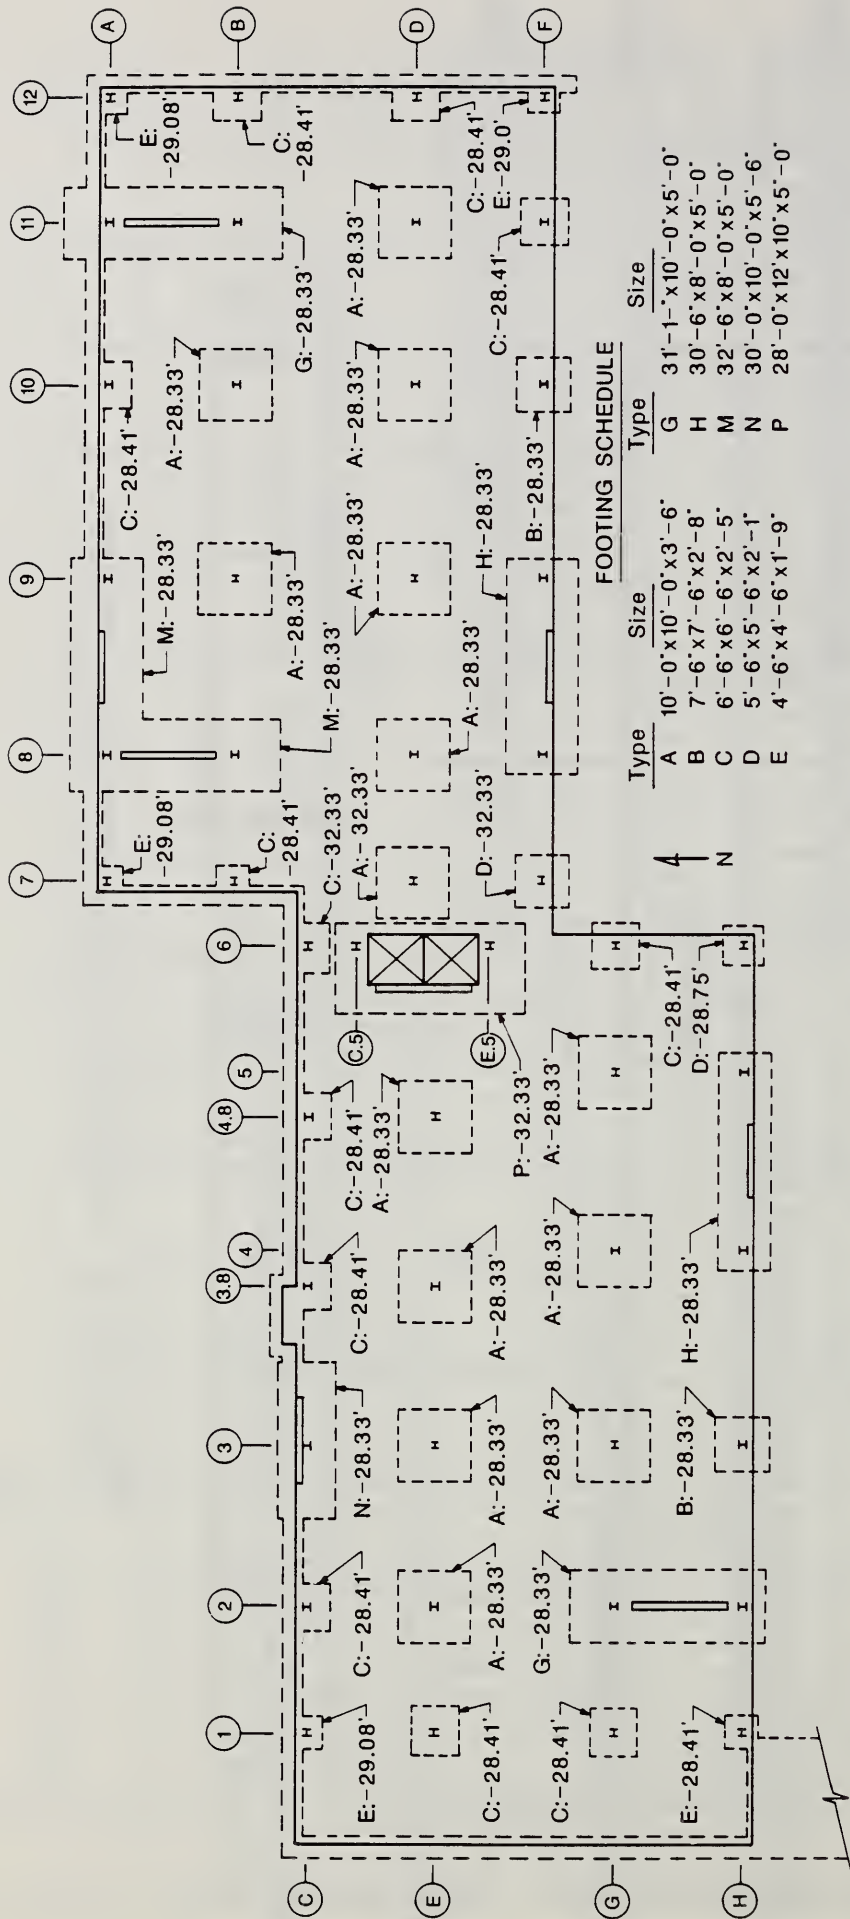 1
2
3
3.8
4
4.8
5
6
7
8
9
10
11
12
A
B
D
F
C
E
G
H
E:
-29.08'
C:
-28.41'
C:-32.33'
A:-32.33'
D:-32.33'
M:-28.33'
M:-28.33'
A:-28.33'
A:-28.33'
A:-28.33'
H:-28.33'
C:-28.41'
A:-28.33'
A:-28.33'
B:-28.33'
G:-28.33'
A:-28.33'
C:-28.41'
E:
-29.08'
C:
-28.41'
C:-28.41'
E:-29.0'
E:-29.08'
C:-28.41'
C:-28.41'
E:-28.41'
C:-28.41'
A:-28.33'
G:-28.33'
N:-28.33'
A:-28.33'
A:-28.33'
B:-28.33'
C:-28.41'
A:-28.33'
A:-28.33'
H:-28.33'
C:-28.41'
A:-28.33'
P:-32.33'
A:-28.33'
C.5
E.5
C:-28.41'
D:-28.75'
N
FOOTING SCHEDULE
Type Size Type Size
A 10'-0"x10'-0"x3'-6" G 31'-1-"x10'-0"x5'-0"
B 7'-6"x7'-6"x2'-8" H 30'-6"x8'-0"x5'-0"
C 6'-6"x6'-6"x2'-5" M 32'-6"x8'-0"x5'-0"
D 5'-6"x5'-6"x2'-1" N 30'-0"x10'-0"x5'-6"
E 4'-6"x4'-6"x1'-9" P 28'-0"x12'x10"x5'-0"